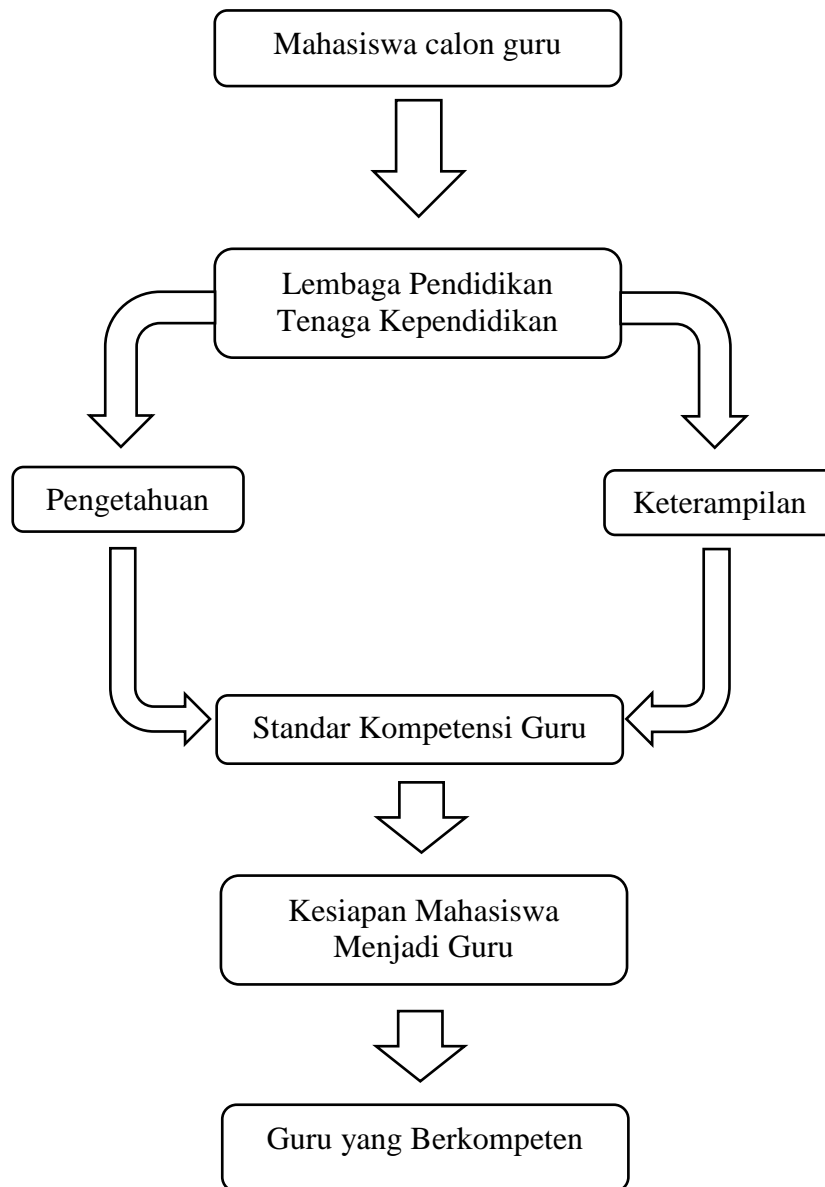 Mahasiswa calon guru
Lembaga Pendidikan
Tenaga Kependidikan
Pengetahuan
Keterampilan
Standar Kompetensi Guru
Kesiapan Mahasiswa
Menjadi Guru
Guru yang Berkompeten